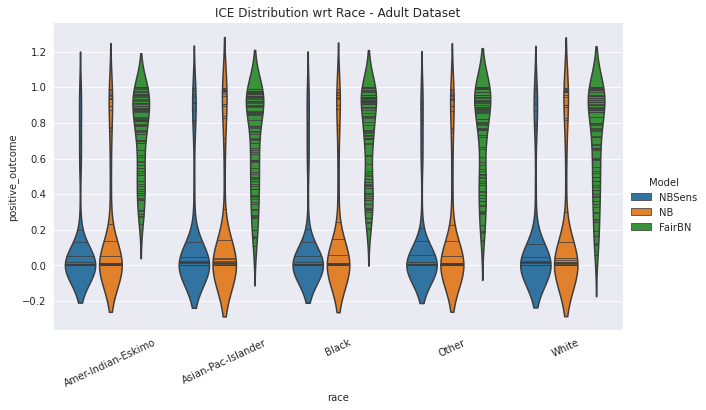 ICE Distribution wrt Race - Adult Dataset
positive_outcome
1.2
1.0
0.8
0.6
0.4
0.2
0.0
−0.2
Amer-Indian-Eskimo
Asian-Pac-Islander
Black
Other
White
race
Model
NBSens
NB
FairBN